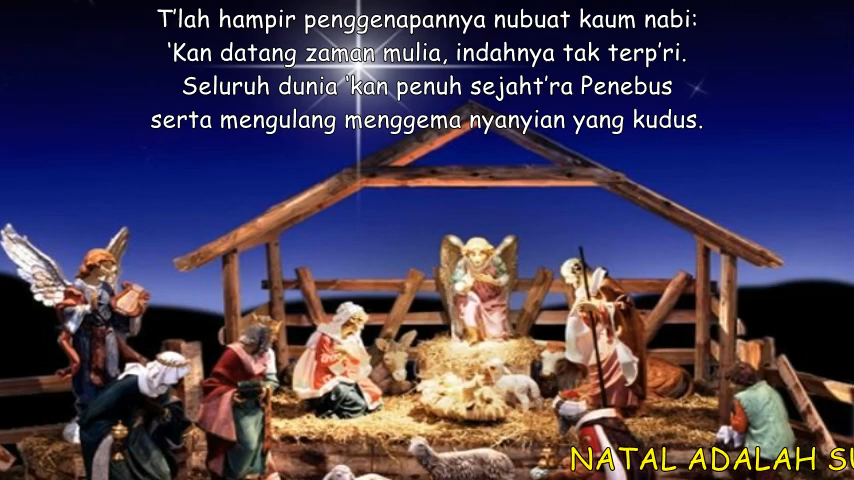 T'lah hampir penggenapannya nubuat kaum nabi:
'Kan datang zaman mulia, indahnya tak terp'ri.
Seluruh dunia 'kan penuh sejaht'ra Penebus
serta mengulang menggema nyanyian yang kudus.
NATAL ADALAH